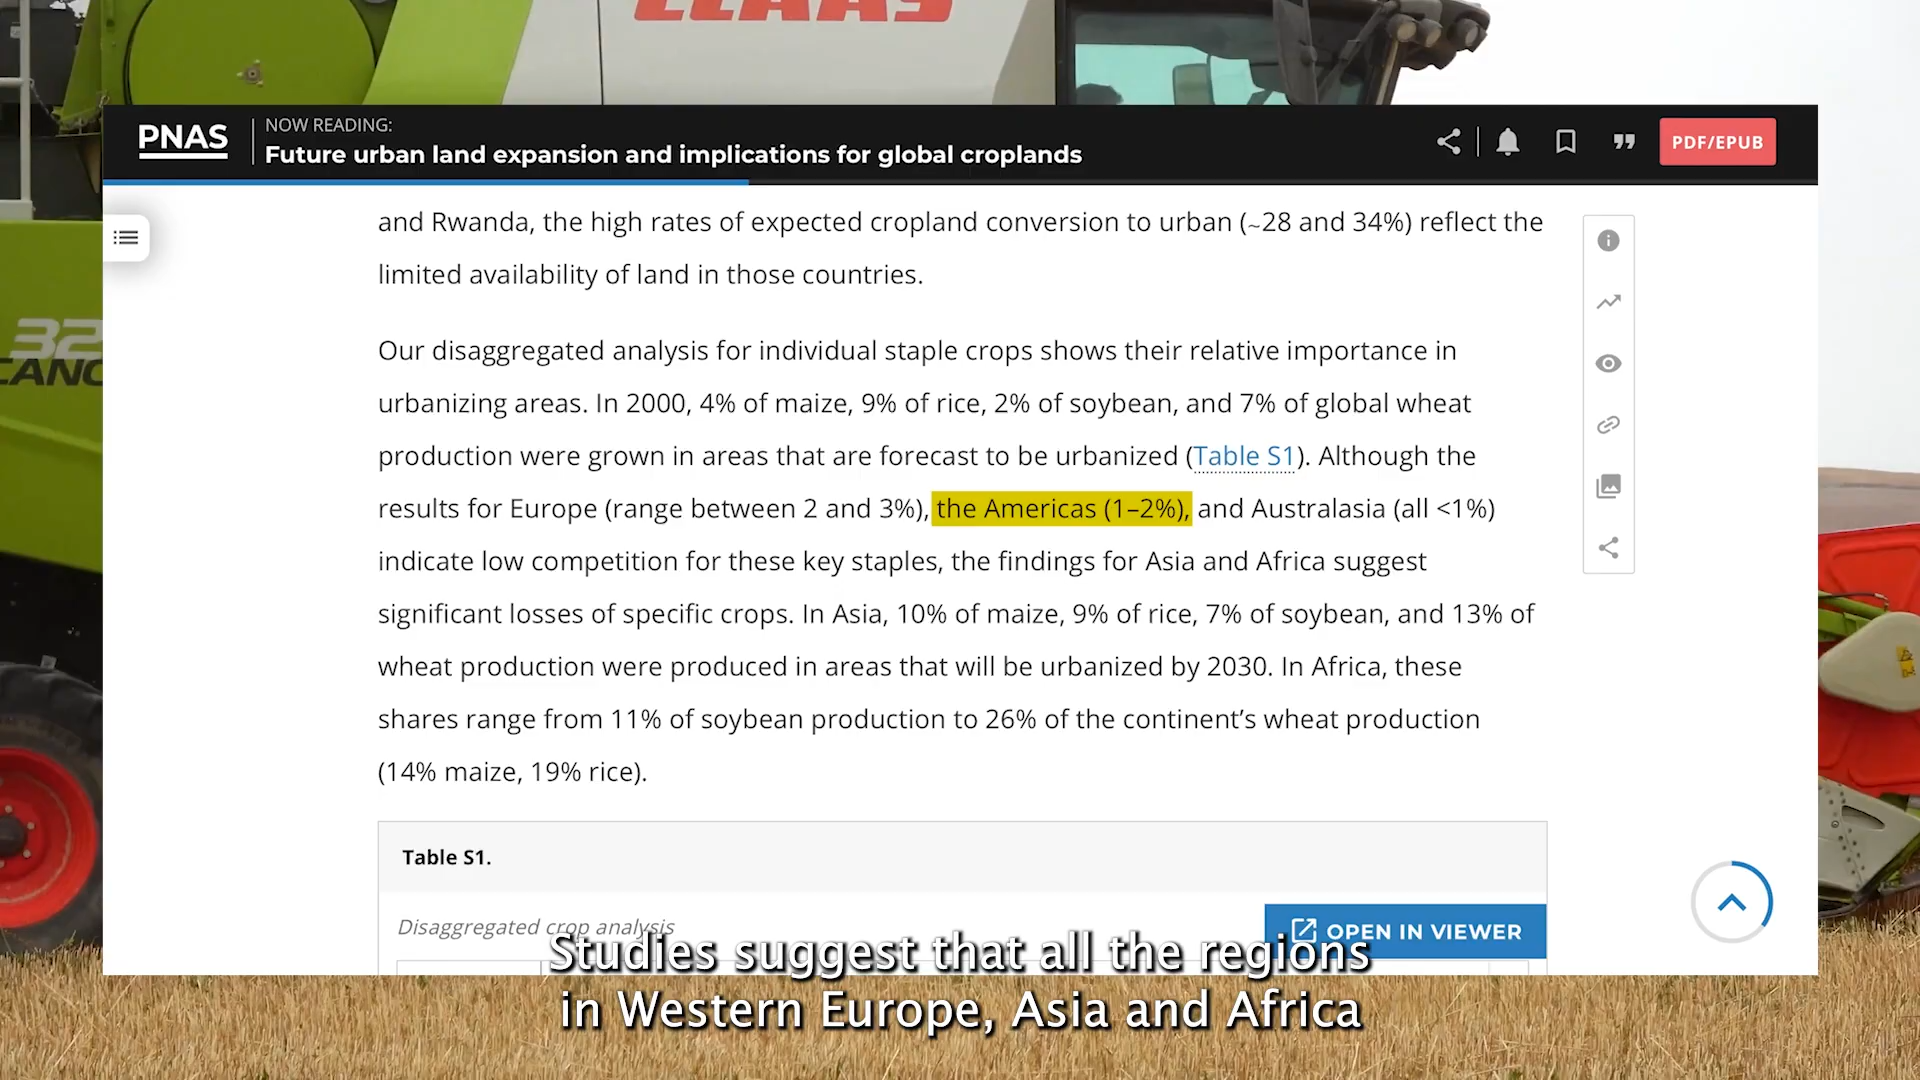 CLAAS
PNAS
NOW READING:
Future urban land expansion and implications for global croplands
PDF/EPUB
and Rwanda, the high rates of expected cropland conversion to urban (~28 and 34%) reflect the
limited availability of land in those countries.
Our disaggregated analysis for individual staple crops shows their relative importance in
urbanizing areas. In 2000, 4% of maize, 9% of rice, 2% of soybean, and 7% of global wheat
production were grown in areas that are forecast to be urbanized (Table S1). Although the
results for Europe (range between 2 and 3%), the Americas (1–2%), and Australasia (all <1%)
indicate low competition for these key staples, the findings for Asia and Africa suggest
significant losses of specific crops. In Asia, 10% of maize, 9% of rice, 7% of soybean, and 13% of
wheat production were produced in areas that will be urbanized by 2030. In Africa, these
shares range from 11% of soybean production to 26% of the continent's wheat production
(14% maize, 19% rice).
Table S1.
Disaggregated crop analysis
OPEN IN VIEWER
Studies suggest that all the regions
in Western Europe, Asia and Africa